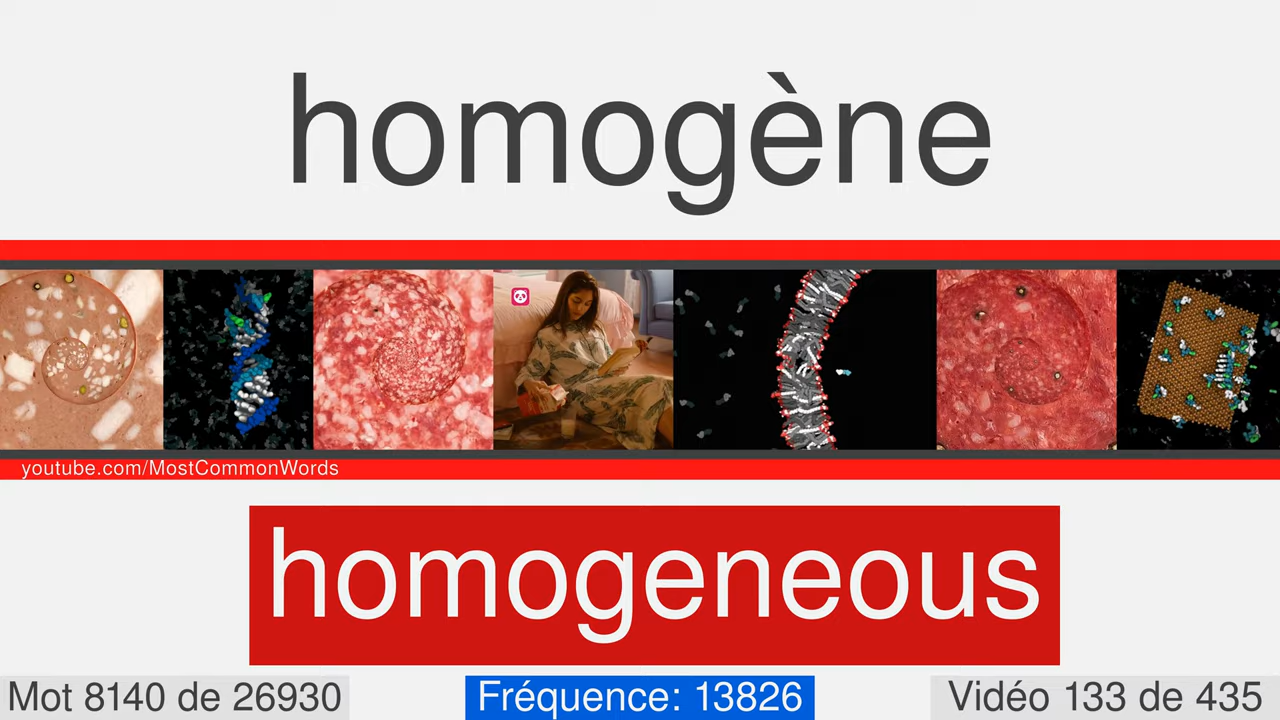 homogène
youtube.com/MostCommonWords
homogeneous
Mot 8140 de 26930
Fréquence: 13826
Vidéo 133 de 435